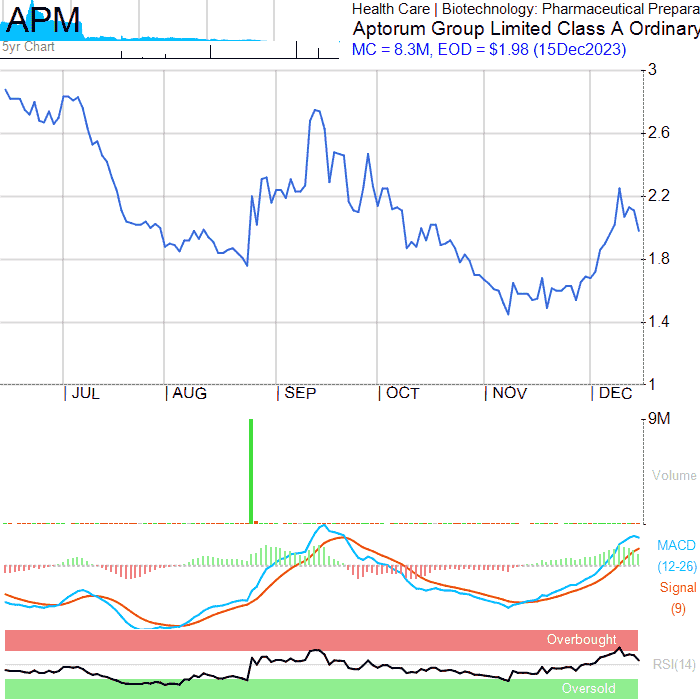 APM
5yr Chart
Health Care | Biotechnology: Pharmaceutical Prepara
Aptorum Group Limited Class A Ordinary
MC = 8.3M, EOD = $1.98 (15Dec2023)
3
2.6
2.2
1.8
1.4
1
JUL AUG SEP OCT NOV DEC
9M
Volume
MACD
(12-26)
Signal
(9)
Overbought
RSI(14)
Oversold